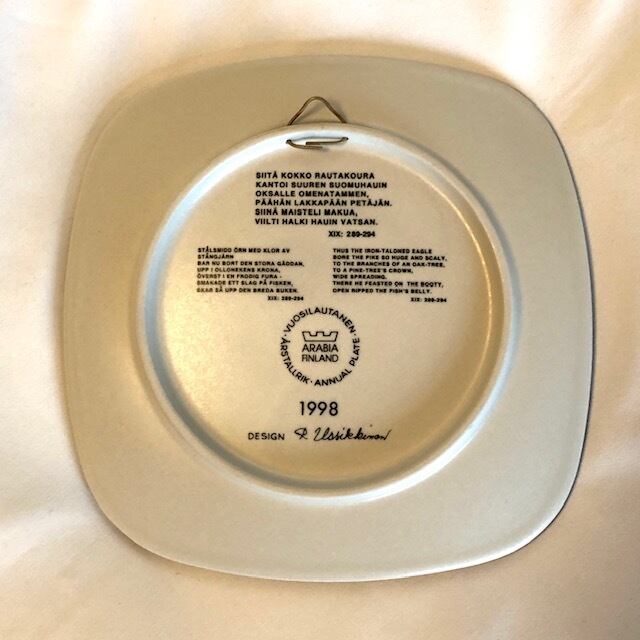 SIITÄ KOKKO RAUTAKOURA
KANTOI SUUREN SUOMUHAUIN
OKSALLE OMENATAMMEN,
PÄÄHÄN LAKKAPÄÄN PETÄJÄN.
SIINÄ MAISTELI MAKUA,
VIILTI HALKI HAUIN VATSAN.
XIX: 289-294
STÅLSMIDD ÖRN MED KLOR AV
STÅNGJÄRN
BAR NU BORT DEN STORA GÄDDAN,
UPP I OLLONEKENS KRONA,
ÖVERST I EN FRODIG FURA -
SMAKADE ETT SLAG PÅ FISKEN,
SKAR SÅ UPP DEN BREDA BUKEN.
XIX: 289-294
THUS THE IRON-TALONED EAGLE
BORE THE PIKE SO HUGE AND SCALY,
TO THE BRANCHES OF AN OAK-TREE,
TO A PINE-TREE'S CROWN,
WIDE SPREADING.
THERE HE FEASTED ON THE BOOTY,
OPEN RIPPED THE FISH'S BELLY.
XIX: 289-294
·VUOSILAUTANEN·
ARABIA
FINLAND
ÅRSTALLRIK·ANNUAL PLATE
1998
DESIGN R. Uosikkinen